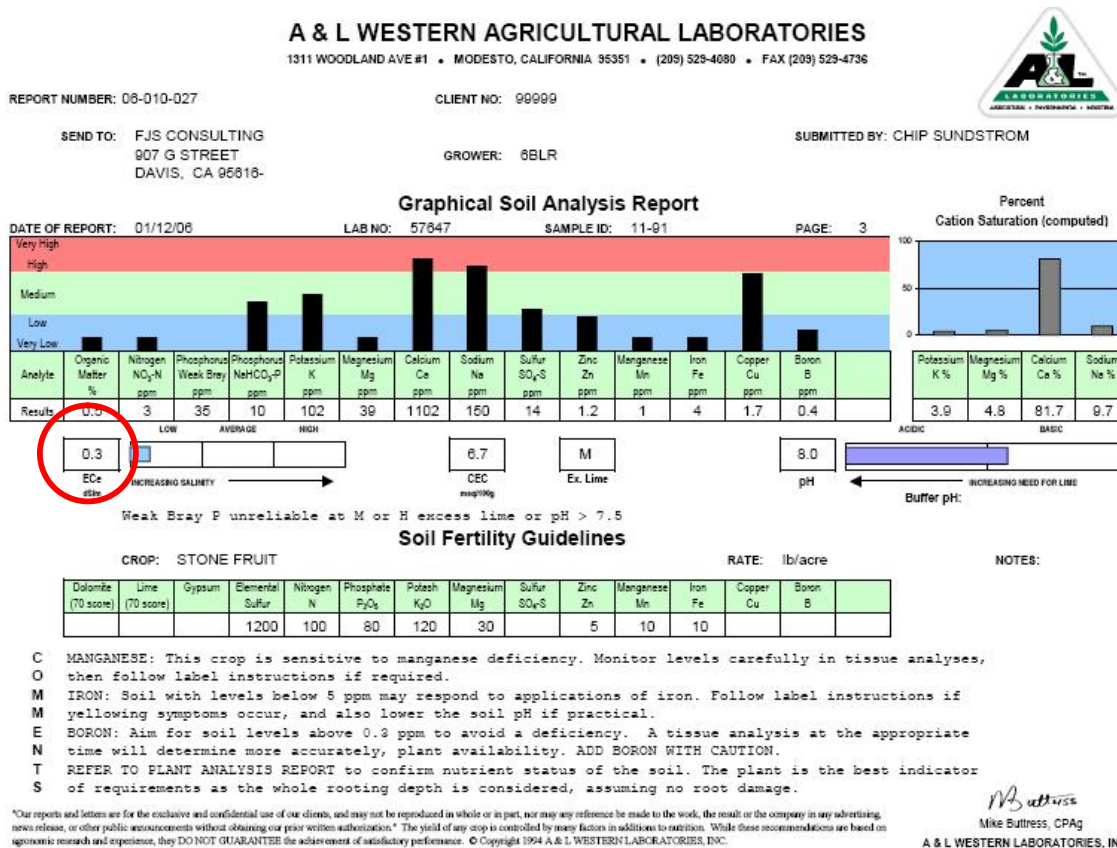 A & L WESTERN AGRICULTURAL LABORATORIES
1311 WOODLAND AVE #1 • MODESTO, CALIFORNIA 95351 • (209) 529-4080 • FAX (209) 529-4736
A&L
LABORATORIES
AGRICULTURAL • ENVIRONMENTAL • INDUSTRIAL
REPORT NUMBER: 06-010-027 CLIENT NO: 99999
SEND TO: FJS CONSULTING SUBMITTED BY: CHIP SUNDSTROM
907 G STREET GROWER: 6BLR
DAVIS, CA 95616-
Graphical Soil Analysis Report
DATE OF REPORT: 01/12/06 LAB NO: 57647 SAMPLE ID: 11-91 PAGE: 3
Percent
Cation Saturation (computed)
Very High
High
Medium
Low
Very Low
100
50
0
Analyte Organic Matter % Nitrogen NO3-N ppm Phosphorus Weak Bray ppm Phosphorus NaHCO3-P ppm Potassium K ppm Magnesium Mg ppm Calcium Ca ppm Sodium Na ppm Sulfur SO4-S ppm Zinc Zn ppm Manganese Mn ppm Iron Fe ppm Copper Cu ppm Boron B ppm Potassium K % Magnesium Mg % Calcium Ca % Sodium Na %
Results 0.5 3 35 10 102 39 1102 150 14 1.2 1 4 1.7 0.4 3.9 4.8 81.7 9.7
LOW AVERAGE HIGH ACIDIC BASIC
0.3 6.7 M 8.0
ECe INCREASING SALINITY CEC Ex. Lime pH INCREASING NEED FOR LIME
dS/m meq/100g Buffer pH:
Weak Bray P unreliable at M or H excess lime or pH > 7.5
Soil Fertility Guidelines
CROP: STONE FRUIT RATE: lb/acre NOTES:
Dolomite (70 score) Lime (70 score) Gypsum Elemental Sulfur Nitrogen N Phosphate P2O5 Potash K2O Magnesium Mg Sulfur SO4-S Zinc Zn Manganese Mn Iron Fe Copper Cu Boron B
1200 100 80 120 30 5 10 10
C MANGANESE: This crop is sensitive to manganese deficiency. Monitor levels carefully in tissue analyses,
O then follow label instructions if required.
M IRON: Soil with levels below 5 ppm may respond to applications of iron. Follow label instructions if
M yellowing symptoms occur, and also lower the soil pH if practical.
E BORON: Aim for soil levels above 0.3 ppm to avoid a deficiency. A tissue analysis at the appropriate
N time will determine more accurately, plant availability. ADD BORON WITH CAUTION.
T REFER TO PLANT ANALYSIS REPORT to confirm nutrient status of the soil. The plant is the best indicator
S of requirements as the whole rooting depth is considered, assuming no root damage.
"Our reports and letters are for the exclusive and confidential use of our clients, and may not be reproduced in whole or in part, nor may any reference be made to the work, the result or the company in any advertising,
news release, or other public announcements without obtaining our prior written authorization." The yield of any crop is controlled by many factors in additions to nutrition. While these recommendations are based on
agronomic research and experience, they DO NOT GUARANTEE the achievement of satisfactory performance. © Copyright 1994 A & L WESTERN LABORATORIES, INC.
M Buttress
Mike Buttress, CPAg
A & L WESTERN LABORATORIES, IN